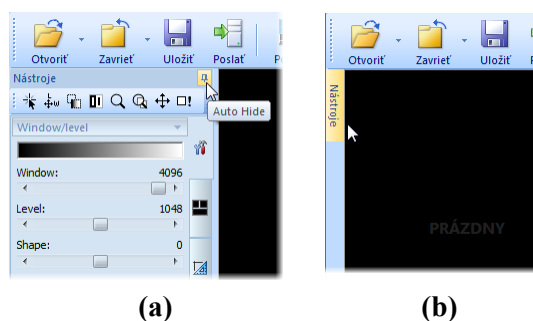 Otvoriť Zavrieť Uložiť Poslať
Nástroje
Auto Hide
Window/level
Window: 4096
Level: 1048
Shape: 0
(a)
Otvoriť Zavrieť Uložiť
Nástroje
PRÁZDNY
(b)